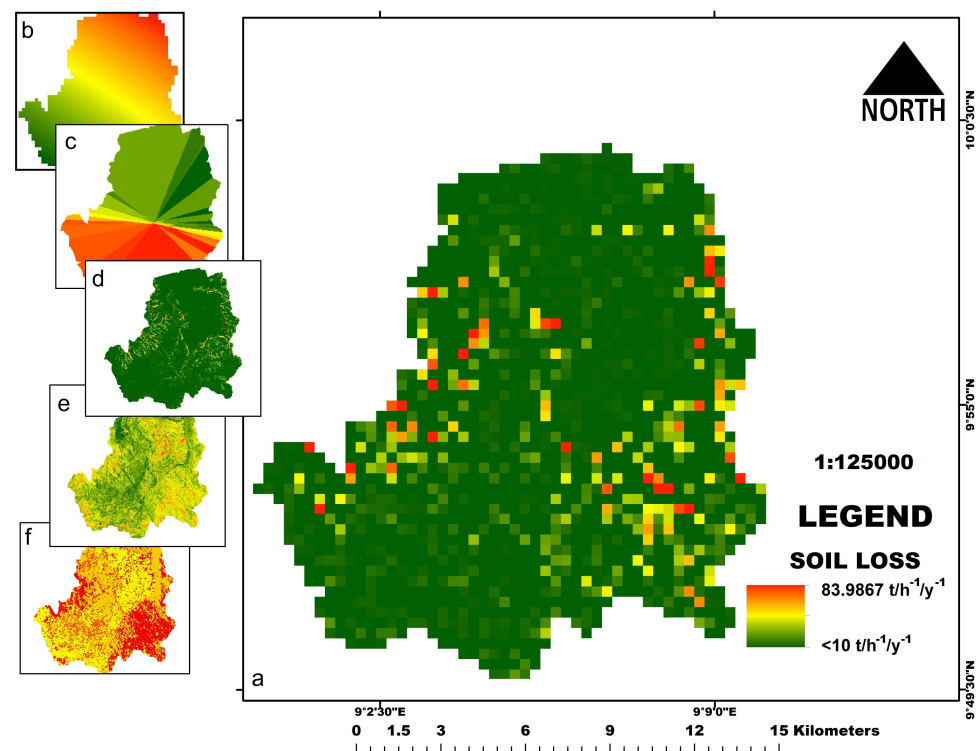 b
c
d
e
f
a
NORTH
10°0'30"N
9°55'0"N
9°49'30"N
1:125000
LEGEND
SOIL LOSS
83.9867 t/h⁻¹/y⁻¹
<10 t/h⁻¹/y⁻¹
9°2'30"E 9°9'0"E
0 1.5 3 6 9 12 15 Kilometers